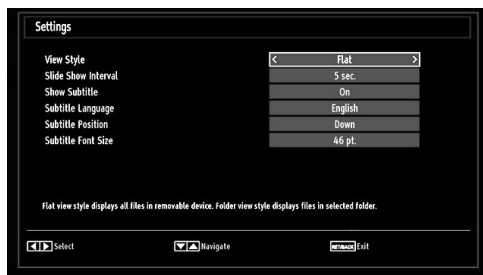 Settings
View Style < Flat >
Slide Show Interval 5 sec.
Show Subtitle On
Subtitle Language English
Subtitle Position Down
Subtitle Font Size 46 pt.
Flat view style displays all files in removable device. Folder view style displays files in selected folder.
Select Navigate RET/BACK Exit